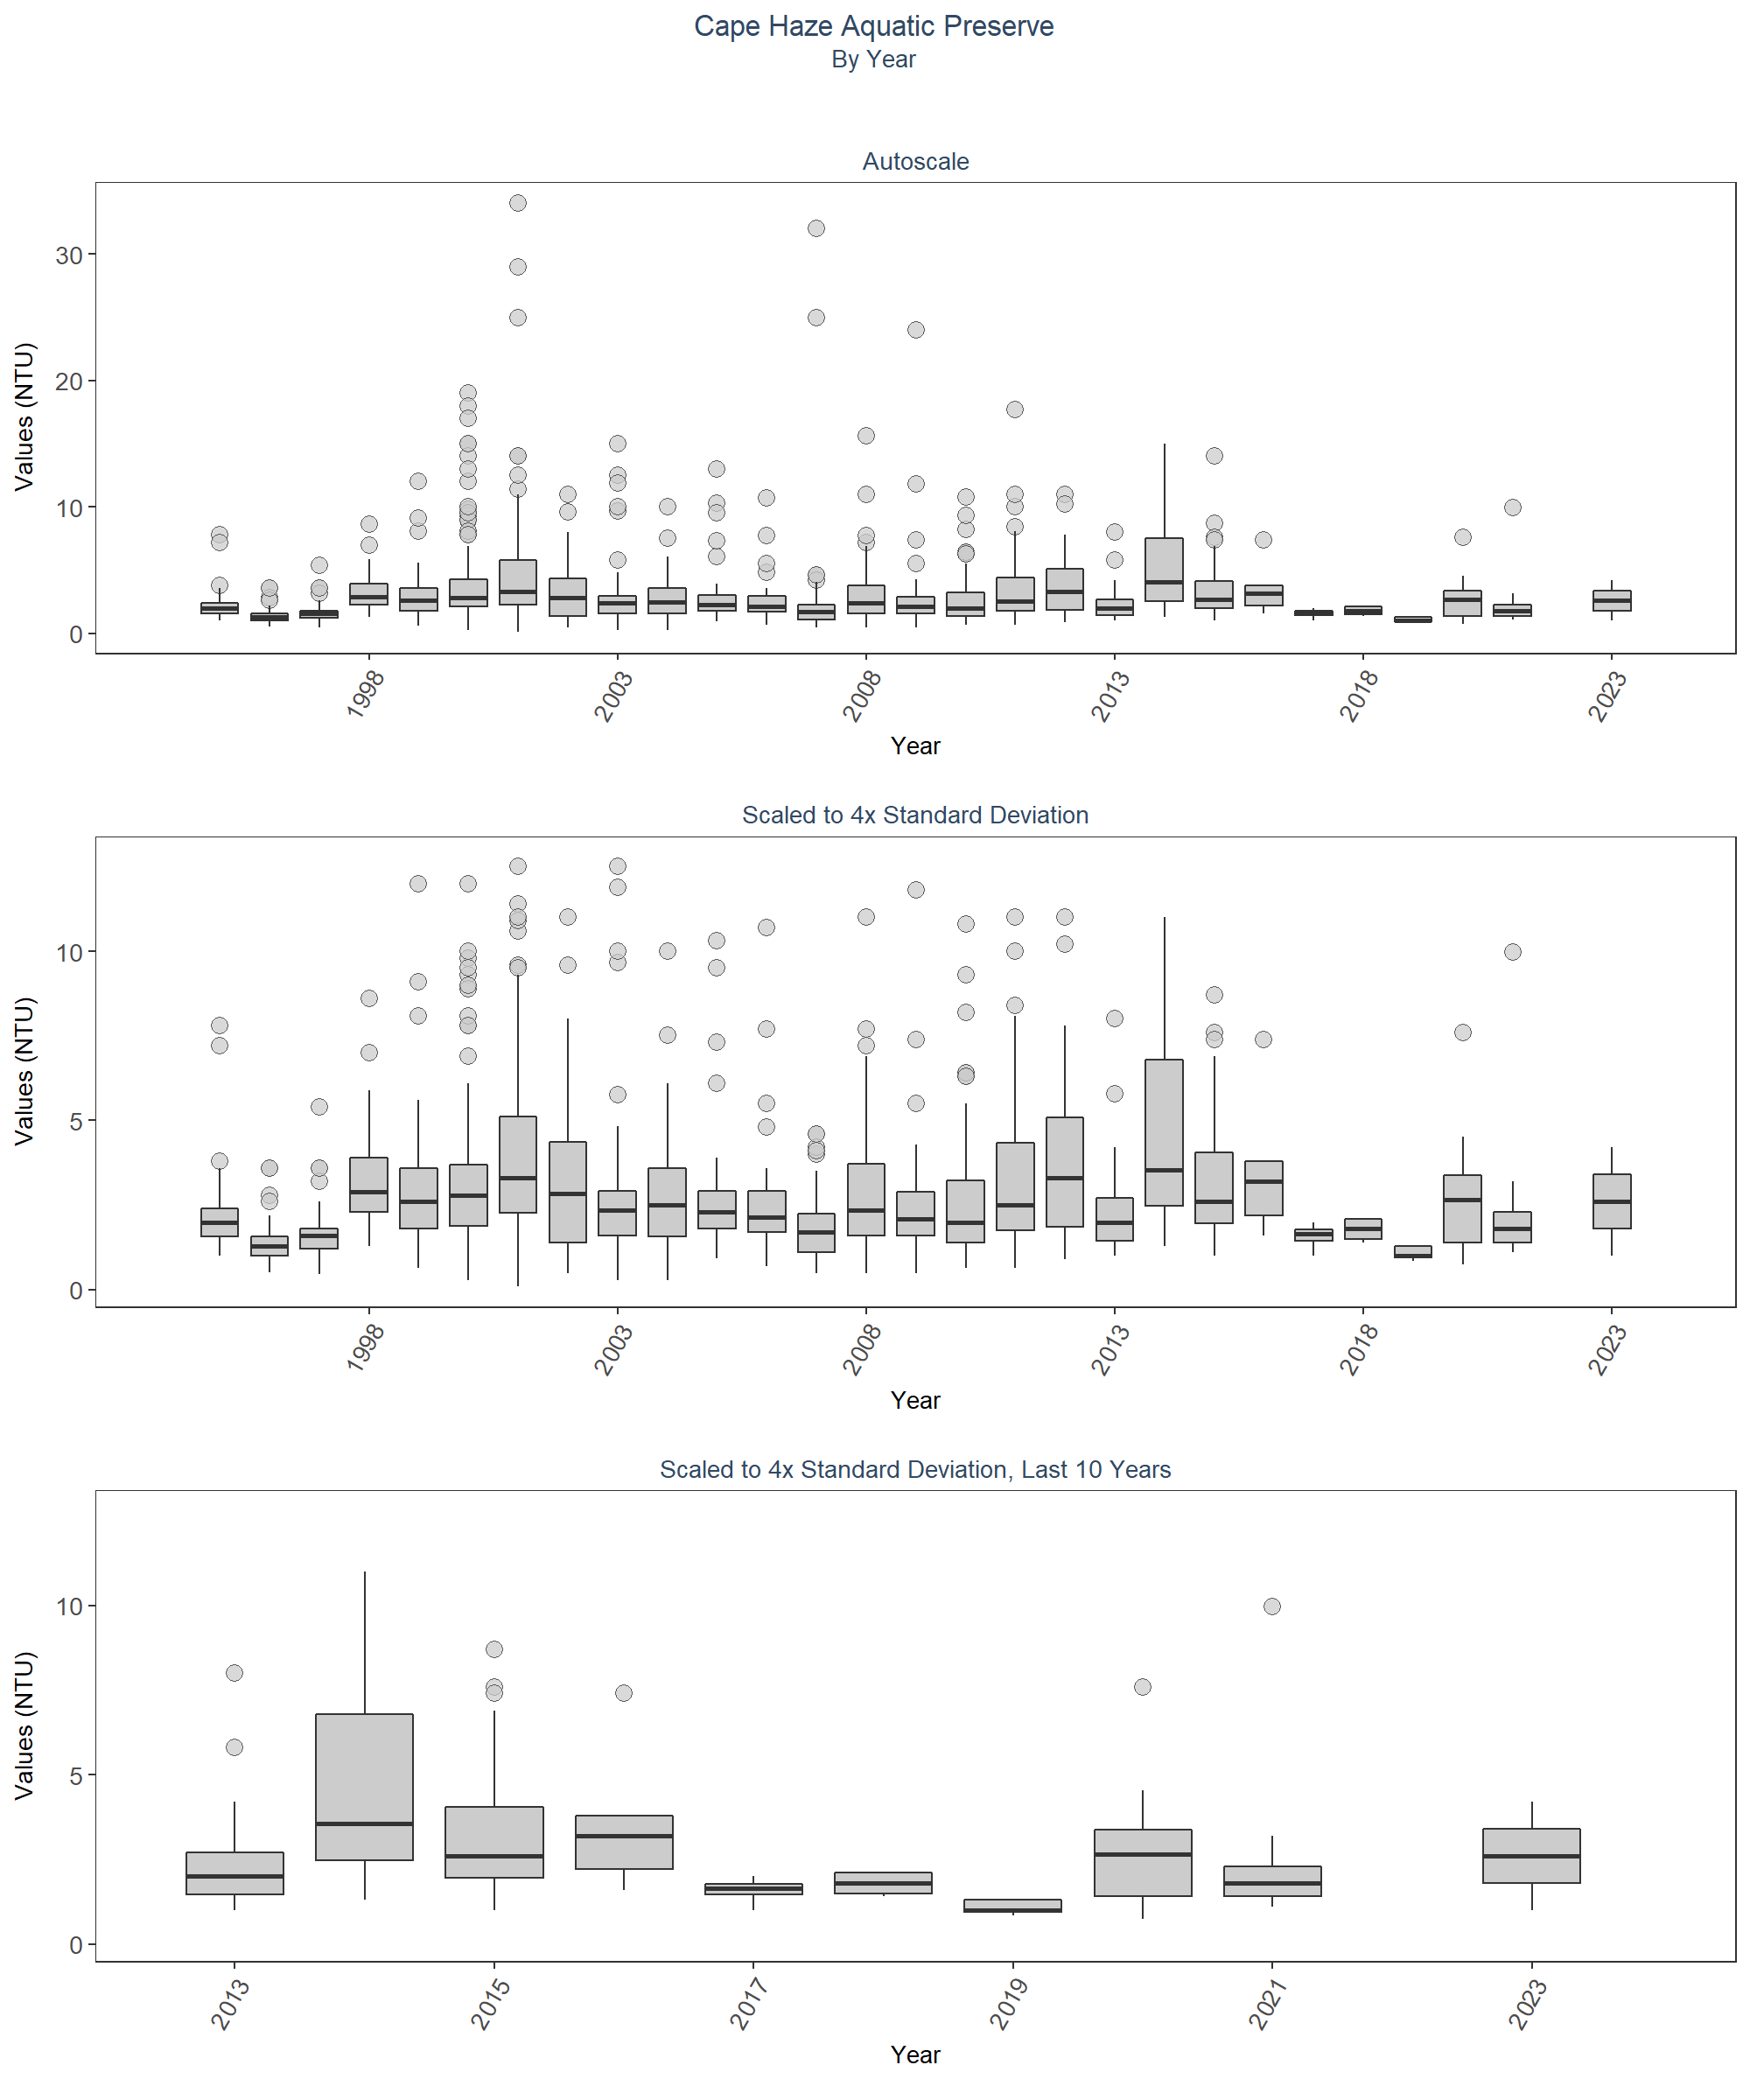 Cape Haze Aquatic Preserve
By Year
Autoscale
Values (NTU)
30
20
10
0
1998
2003
2008
2013
2018
2023
Year
Scaled to 4x Standard Deviation
Values (NTU)
10
5
0
1998
2003
2008
2013
2018
2023
Year
Scaled to 4x Standard Deviation, Last 10 Years
Values (NTU)
10
5
0
2013
2015
2017
2019
2021
2023
Year